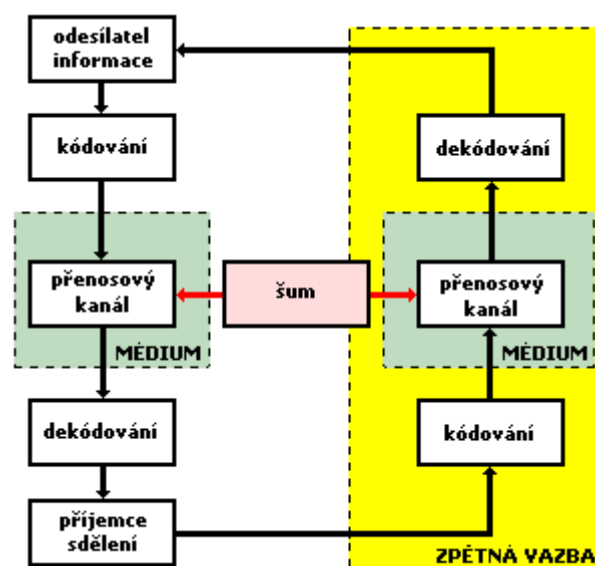 odesílatel
informace
kódování
přenosový
kanál
MÉDIUM
dekódování
příjemce
sdělení
šum
dekódování
přenosový
kanál
MÉDIUM
kódování
ZPĚTNÁ VAZBA